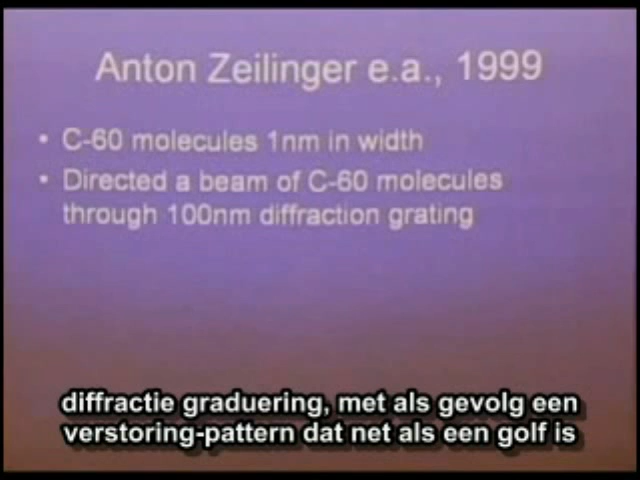 Anton Zeilinger e.a., 1999
• C-60 molecules 1nm in width
• Directed a beam of C-60 molecules
through 100nm diffraction grating
diffractie graduering, met als gevolg een
verstoring-pattern dat net als een golf is